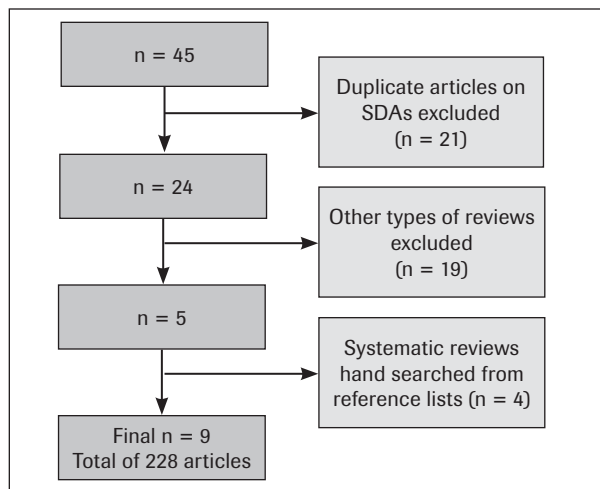 n = 45
Duplicate articles on
SDAs excluded
(n = 21)
n = 24
Other types of reviews
excluded
(n = 19)
n = 5
Systematic reviews
hand searched from
reference lists (n = 4)
Final n = 9
Total of 228 articles